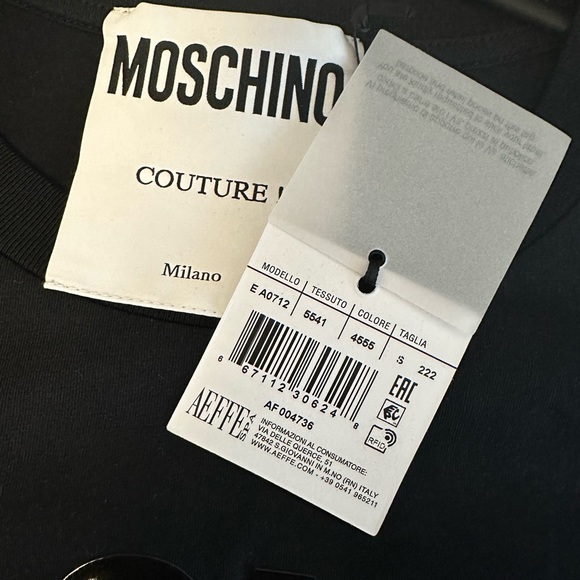 MOSCHINO
COUTURE !
Milano
MODELLO TESSUTO COLORE TAGLIA
E A0712 5541 4555 S 222
8 67112 30624 8
EAC
AEFFE SPA
AF 004736
RFID
INFORMAZIONI AL CONSUMATORE:
VIA DELLE QUERCE, 51
47842 S.GIOVANNI IN M.NO (RN) ITALY
WWW.AEFFE.COM - +39 0541 965211